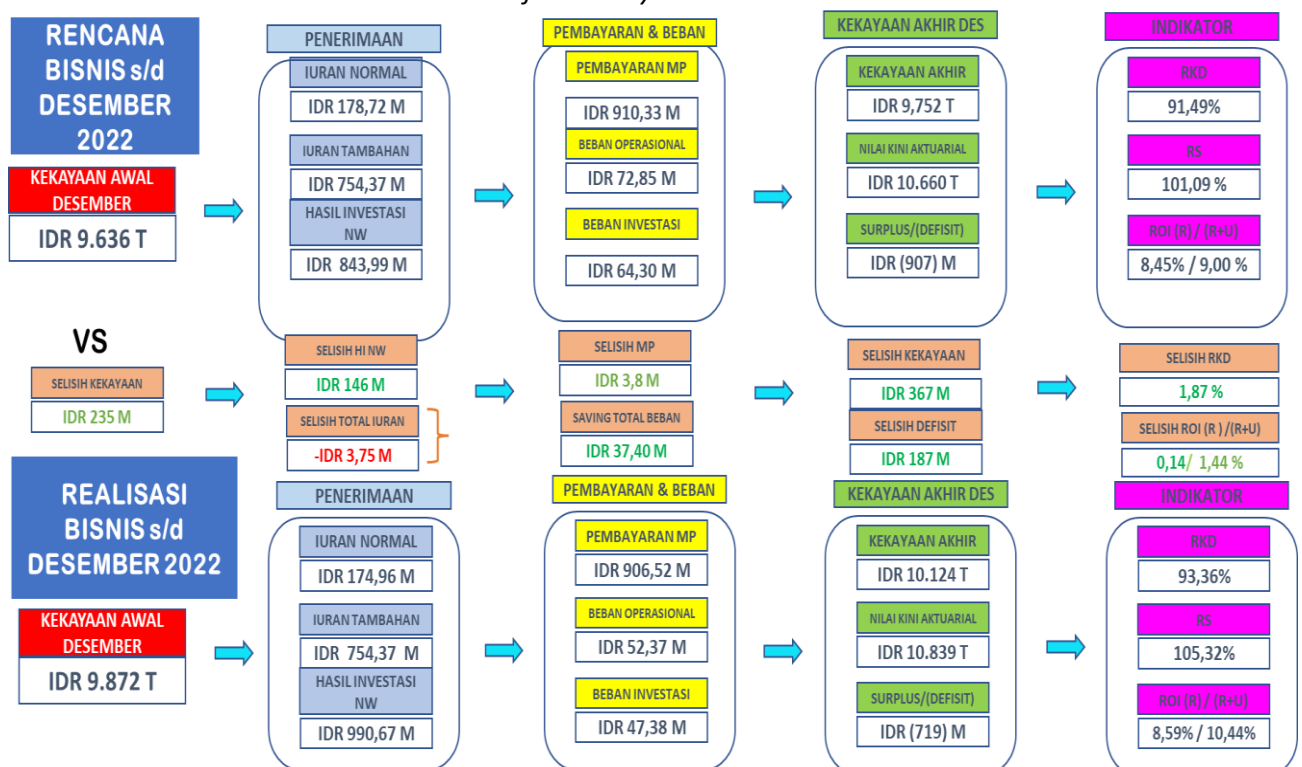 RENCANA
BISNIS s/d
DESEMBER
2022
KEKAYAAN AWAL
DESEMBER
IDR 9.636 T
PENERIMAAN
IURAN NORMAL
IDR 178,72 M
IURAN TAMBAHAN
IDR 754,37 M
HASIL INVESTASI
NW
IDR 843,99 M
PEMBAYARAN & BEBAN
PEMBAYARAN MP
IDR 910,33 M
BEBAN OPERASIONAL
IDR 72,85 M
BEBAN INVESTASI
IDR 64,30 M
KEKAYAAN AKHIR DES
KEKAYAAN AKHIR
IDR 9,752 T
NILAI KINI AKTUARIAL
IDR 10.660 T
SURPLUS/(DEFISIT)
IDR (907) M
INDIKATOR
RKD
91,49%
RS
101,09 %
ROI (R) / (R+U)
8,45% / 9,00 %
VS
SELISIH KEKAYAAN
IDR 235 M
SELISIH HI NW
IDR 146 M
SELISIH TOTAL IURAN
-IDR 3,75 M
SELISIH MP
IDR 3,8 M
SAVING TOTAL BEBAN
IDR 37,40 M
SELISIH KEKAYAAN
IDR 367 M
SELISIH DEFISIT
IDR 187 M
SELISIH RKD
1,87 %
SELISIH ROI (R ) /(R+U)
0,14/ 1,44 %
REALISASI
BISNIS s/d
DESEMBER 2022
KEKAYAAN AWAL
DESEMBER
IDR 9.872 T
PENERIMAAN
IURAN NORMAL
IDR 174,96 M
IURAN TAMBAHAN
IDR 754,37 M
HASIL INVESTASI
NW
IDR 990,67 M
PEMBAYARAN & BEBAN
PEMBAYARAN MP
IDR 906,52 M
BEBAN OPERASIONAL
IDR 52,37 M
BEBAN INVESTASI
IDR 47,38 M
KEKAYAAN AKHIR DES
KEKAYAAN AKHIR
IDR 10.124 T
NILAI KINI AKTUARIAL
IDR 10.839 T
SURPLUS/(DEFISIT)
IDR (719) M
INDIKATOR
RKD
93,36%
RS
105,32%
ROI (R) / (R+U)
8,59% / 10,44%